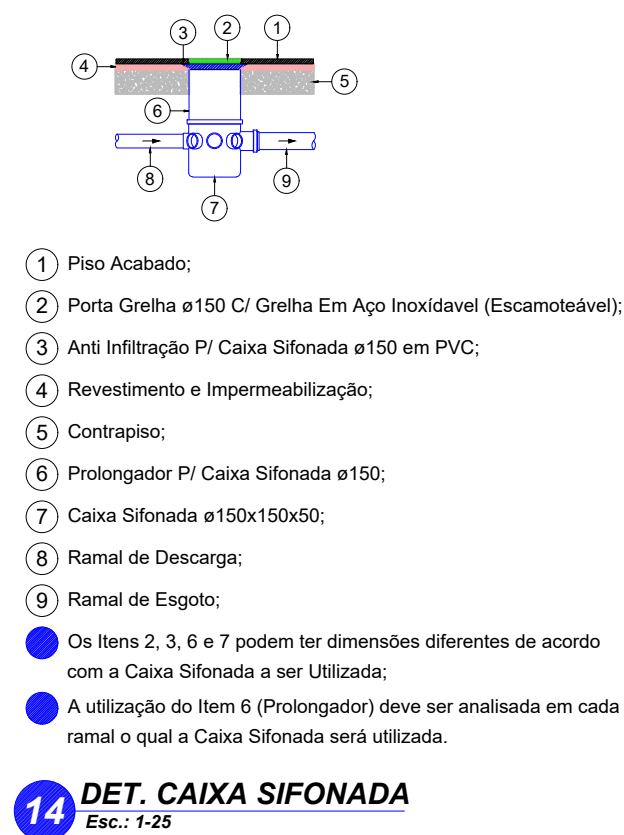 3
2
1
4
5
6
8
9
7
1 Piso Acabado;
2 Porta Grelha ø150 C/ Grelha Em Aço Inoxídavel (Escamoteável);
3 Anti Infiltração P/ Caixa Sifonada ø150 em PVC;
4 Revestimento e Impermeabilização;
5 Contrapiso;
6 Prolongador P/ Caixa Sifonada ø150;
7 Caixa Sifonada ø150x150x50;
8 Ramal de Descarga;
9 Ramal de Esgoto;
Os Itens 2, 3, 6 e 7 podem ter dimensões diferentes de acordo
com a Caixa Sifonada a ser Utilizada;
A utilização do Item 6 (Prolongador) deve ser analisada em cada
ramal o qual a Caixa Sifonada será utilizada.
14 DET. CAIXA SIFONADA
Esc.: 1-25